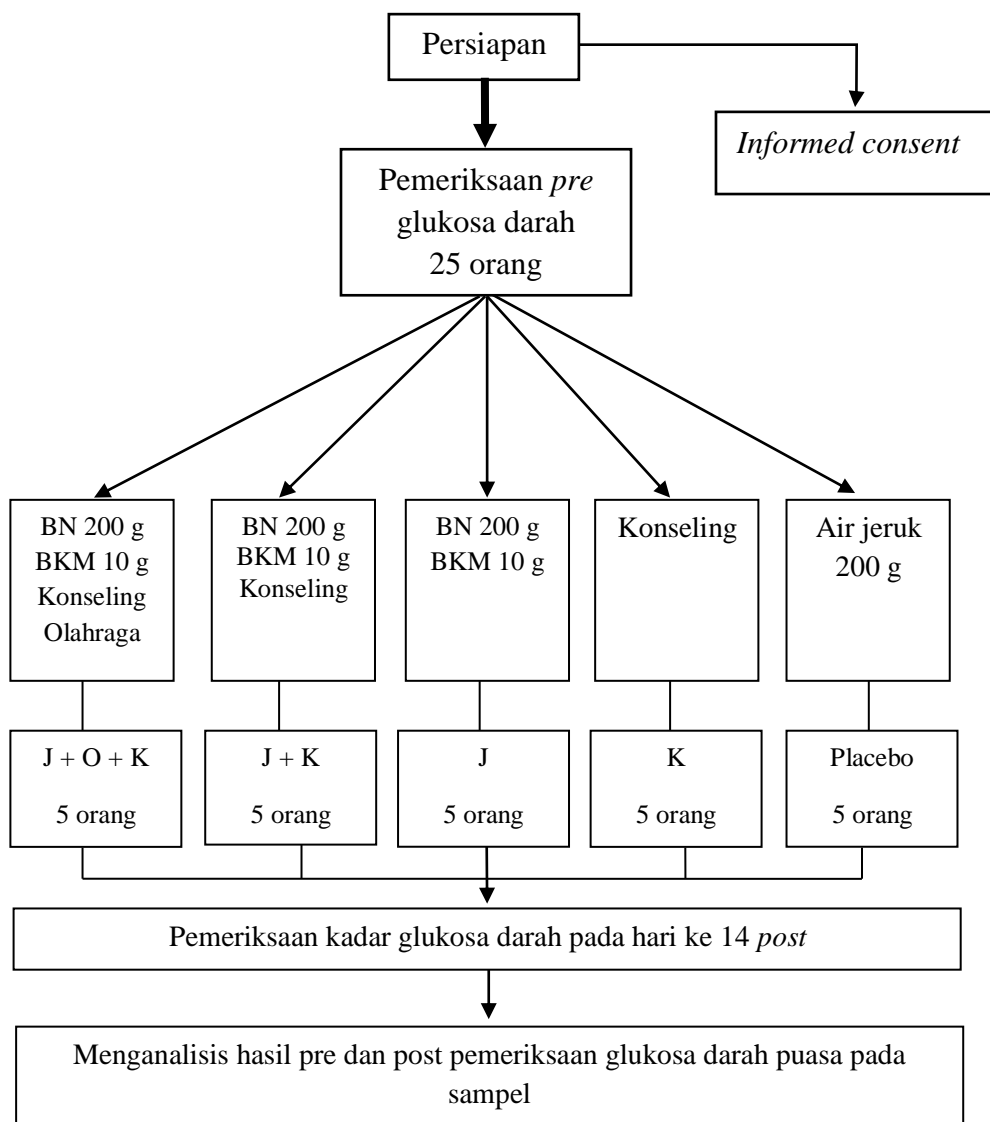 Persiapan
Informed consent
Pemeriksaan pre
glukosa darah
25 orang
BN 200 g
BKM 10 g
Konseling
Olahraga
BN 200 g
BKM 10 g
Konseling
BN 200 g
BKM 10 g
Konseling
Air jeruk
200 g
J + O + K
5 orang
J + K
5 orang
J
5 orang
K
5 orang
Placebo
5 orang
Pemeriksaan kadar glukosa darah pada hari ke 14 post
Menganalisis hasil pre dan post pemeriksaan glukosa darah puasa pada
sampel